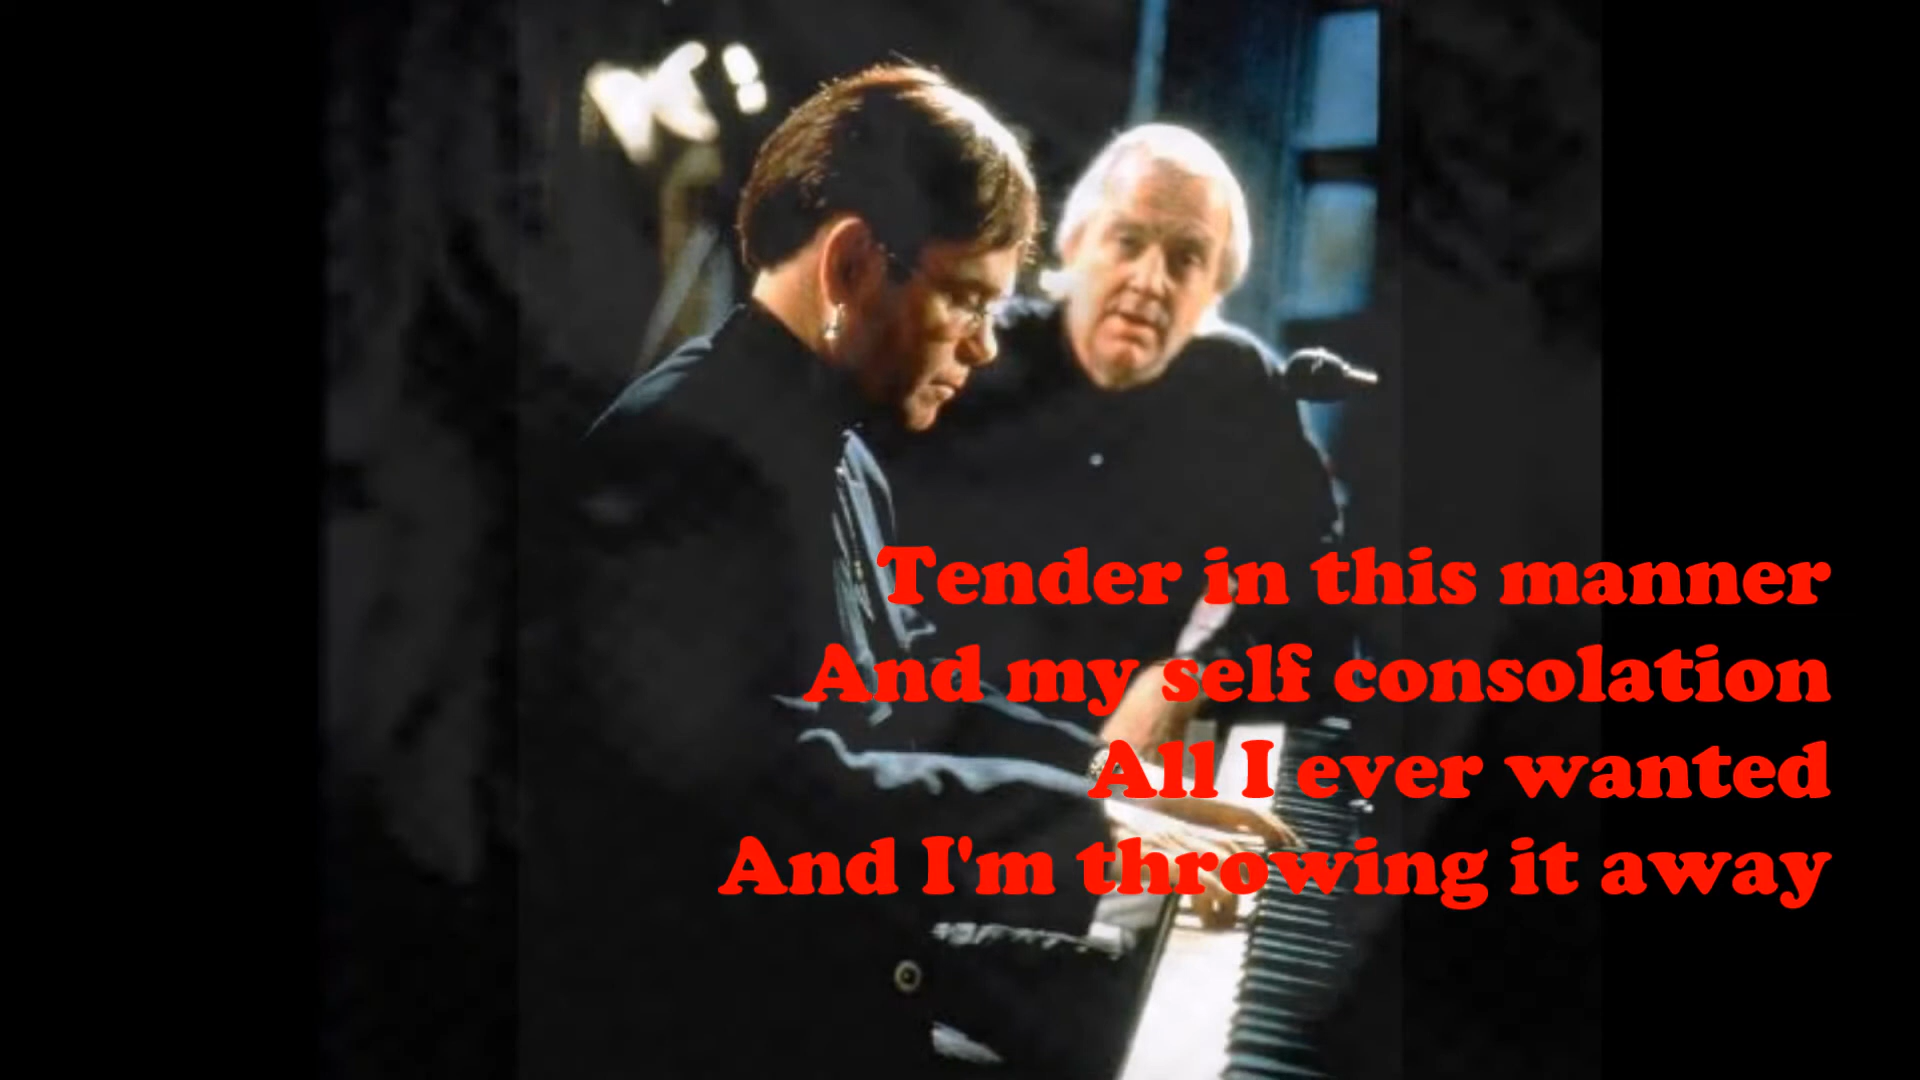 Tender in this manner
And my self consolation
All I ever wanted
And I'm throwing it away